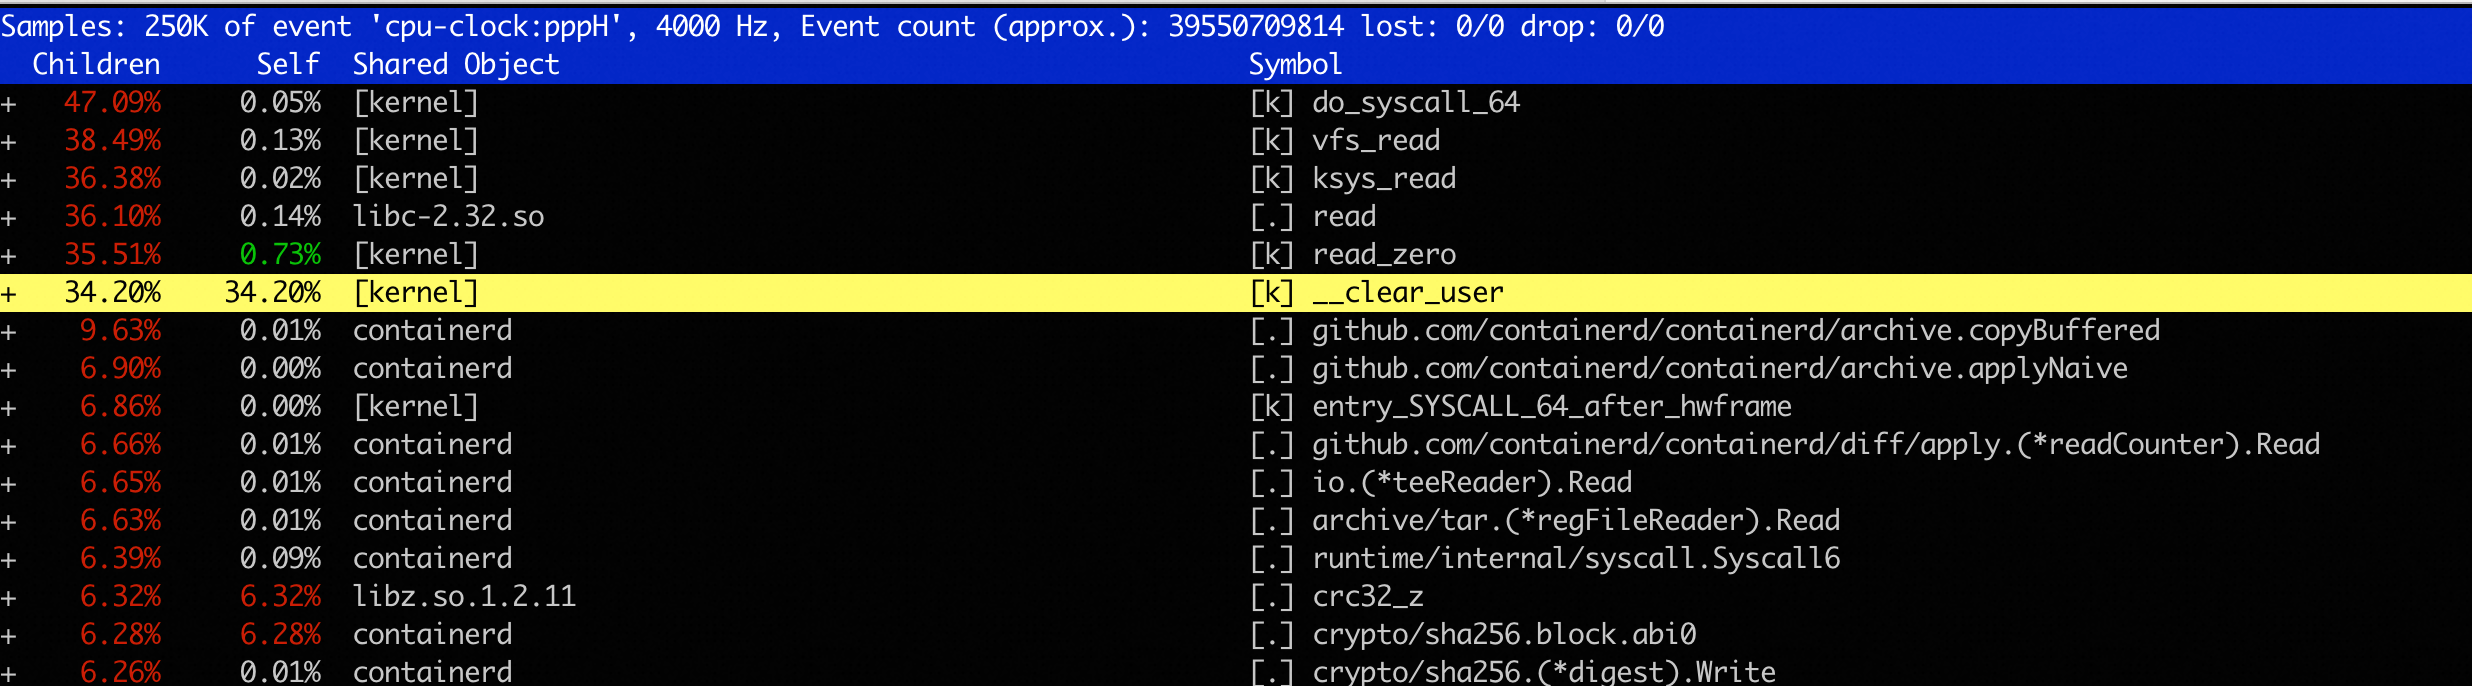 Samples: 250K of event 'cpu-clock:pppH', 4000 Hz, Event count (approx.): 39550709814 lost: 0/0 drop: 0/0
Children Self Shared Object Symbol
+ 47.09% 0.05% [kernel] [k] do_syscall_64
+ 38.49% 0.13% [kernel] [k] vfs_read
+ 36.38% 0.02% [kernel] [k] ksys_read
+ 36.10% 0.14% libc-2.32.so [.] read
+ 35.51% 0.73% [kernel] [k] read_zero
+ 34.20% 34.20% [kernel] [k] __clear_user
+ 9.63% 0.01% containerd [.] github.com/containerd/containerd/archive.copyBuffered
+ 6.90% 0.00% containerd [.] github.com/containerd/containerd/archive.applyNaive
+ 6.86% 0.00% [kernel] [k] entry_SYSCALL_64_after_hwframe
+ 6.66% 0.01% containerd [.] github.com/containerd/containerd/diff/apply.(*readCounter).Read
+ 6.65% 0.01% containerd [.] io.(*teeReader).Read
+ 6.63% 0.01% containerd [.] archive/tar.(*regFileReader).Read
+ 6.39% 0.09% containerd [.] runtime/internal/syscall.Syscall6
+ 6.32% 6.32% libz.so.1.2.11 [.] crc32_z
+ 6.28% 6.28% containerd [.] crypto/sha256.block.abi0
+ 6.26% 0.01% containerd [.] crypto/sha256.(*digest).Write